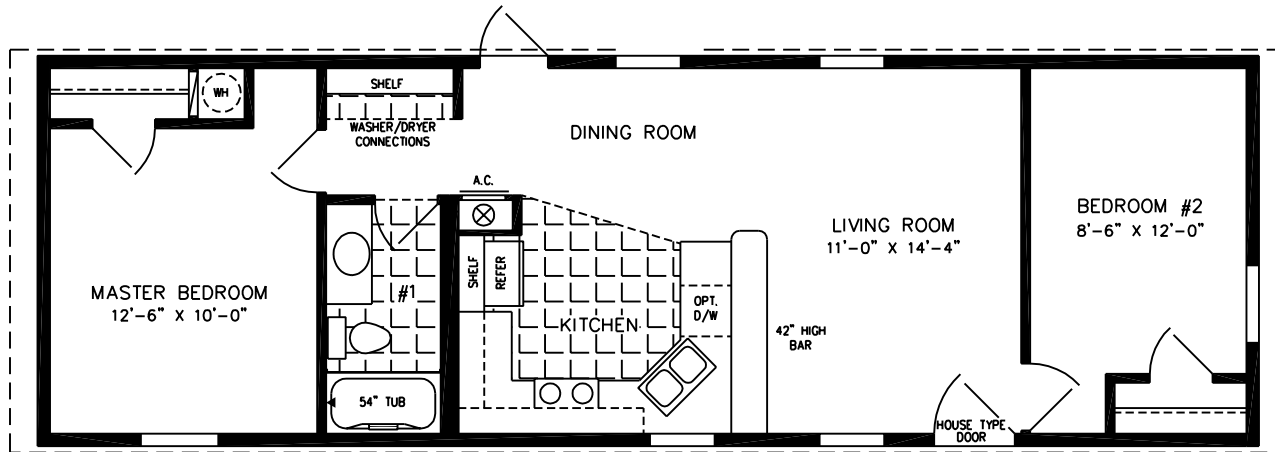 WH
SHELF
WASHER/DRYER
CONNECTIONS
DINING ROOM
A.C.
LIVING ROOM
11'-0" X 14'-4"
BEDROOM #2
8'-6" X 12'-0"
MASTER BEDROOM
12'-6" X 10'-0"
#1
SHELF
REFER
KITCHEN
OPT.
D/W
42" HIGH
BAR
54" TUB
HOUSE TYPE
DOOR